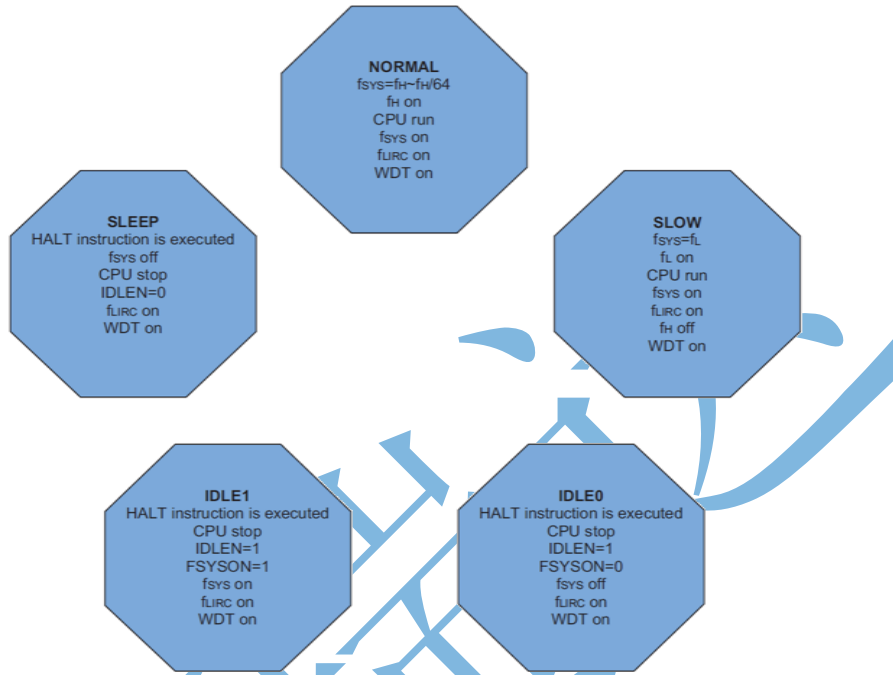 NORMAL
fSYS=fH~fH/64
fH on
CPU run
fSYS on
fLIRC on
WDT on
SLEEP
HALT instruction is executed
fSYS off
CPU stop
IDLEN=0
fLIRC on
WDT on
SLOW
fSYS=fL
fL on
CPU run
fSYS on
fLIRC on
fH off
WDT on
IDLE1
HALT instruction is executed
CPU stop
IDLEN=1
FSYSON=1
fSYS on
fLIRC on
WDT on
IDLE0
HALT instruction is executed
CPU stop
IDLEN=1
FSYSON=0
fSYS off
fLIRC on
WDT on